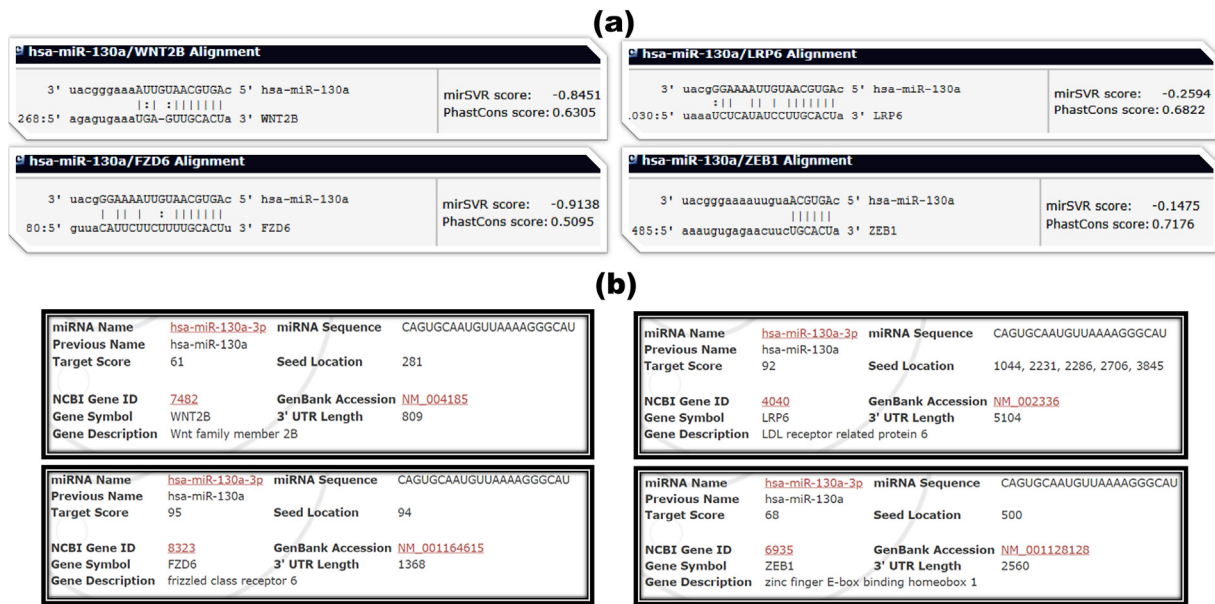 (a)
hsa-miR-130a/WNT2B Alignment
3' uacgggaaaAUUGUAACGUGAc 5' hsa-miR-130a
|:| :|||||||
268:5' agagugaaaUGA-GUUGCACUa 3' WNT2B
mirSVR score: -0.8451
PhastCons score: 0.6305
hsa-miR-130a/LRP6 Alignment
3' uacgGGAAAAUUGUAACGUGAc 5' hsa-miR-130a
:|| || | |||||||
.030:5' uaaaUCUCAUAUCCUUGCACUa 3' LRP6
mirSVR score: -0.2594
PhastCons score: 0.6822
hsa-miR-130a/FZD6 Alignment
3' uacgGGAAAAUUGUAACGUGAc 5' hsa-miR-130a
| || | : |||||||
80:5' guuaCAUUCUUCUUUUGCACUu 3' FZD6
mirSVR score: -0.9138
PhastCons score: 0.5095
hsa-miR-130a/ZEB1 Alignment
3' uacgggaaaauuguaACGUGAc 5' hsa-miR-130a
||||||
485:5' aaaugugagaacuucUGCACUa 3' ZEB1
mirSVR score: -0.1475
PhastCons score: 0.7176
(b)
miRNA Name hsa-miR-130a-3p miRNA Sequence CAGUGCAAUGUUAAAAGGGCAU
Previous Name hsa-miR-130a
Target Score 61 Seed Location 281
NCBI Gene ID 7482 GenBank Accession NM_004185
Gene Symbol WNT2B 3' UTR Length 809
Gene Description Wnt family member 2B
miRNA Name hsa-miR-130a-3p miRNA Sequence CAGUGCAAUGUUAAAAGGGCAU
Previous Name hsa-miR-130a
Target Score 92 Seed Location 1044, 2231, 2286, 2706, 3845
NCBI Gene ID 4040 GenBank Accession NM_002336
Gene Symbol LRP6 3' UTR Length 5104
Gene Description LDL receptor related protein 6
miRNA Name hsa-miR-130a-3p miRNA Sequence CAGUGCAAUGUUAAAAGGGCAU
Previous Name hsa-miR-130a
Target Score 95 Seed Location 94
NCBI Gene ID 8323 GenBank Accession NM_001164615
Gene Symbol FZD6 3' UTR Length 1368
Gene Description frizzled class receptor 6
miRNA Name hsa-miR-130a-3p miRNA Sequence CAGUGCAAUGUUAAAAGGGCAU
Previous Name hsa-miR-130a
Target Score 68 Seed Location 500
NCBI Gene ID 6935 GenBank Accession NM_001128128
Gene Symbol ZEB1 3' UTR Length 2560
Gene Description zinc finger E-box binding homeobox 1